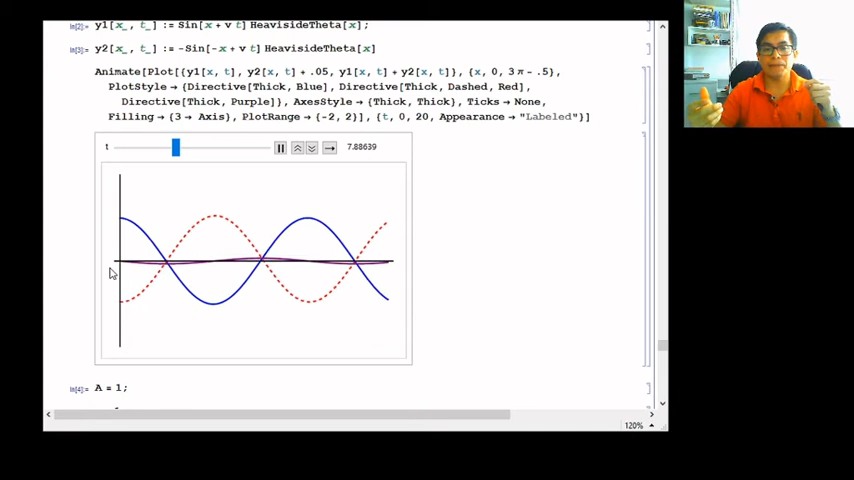 In[2]:= y1[x_, t_] := Sin[x + v t] HeavisideTheta[x];
In[3]:= y2[x_, t_] := -Sin[-x + v t] HeavisideTheta[x]
Animate[Plot[{y1[x, t], y2[x, t] + .05, y1[x, t] + y2[x, t]}, {x, 0, 3 π - .5},
PlotStyle → {Directive[Thick, Blue], Directive[Thick, Dashed, Red],
Directive[Thick, Purple]}, AxesStyle → {Thick, Thick}, Ticks → None,
Filling → {3 → Axis}, PlotRange → {-2, 2}], {t, 0, 20, Appearance → "Labeled"}]
t 7.88639
In[4]:= A = 1;
120%